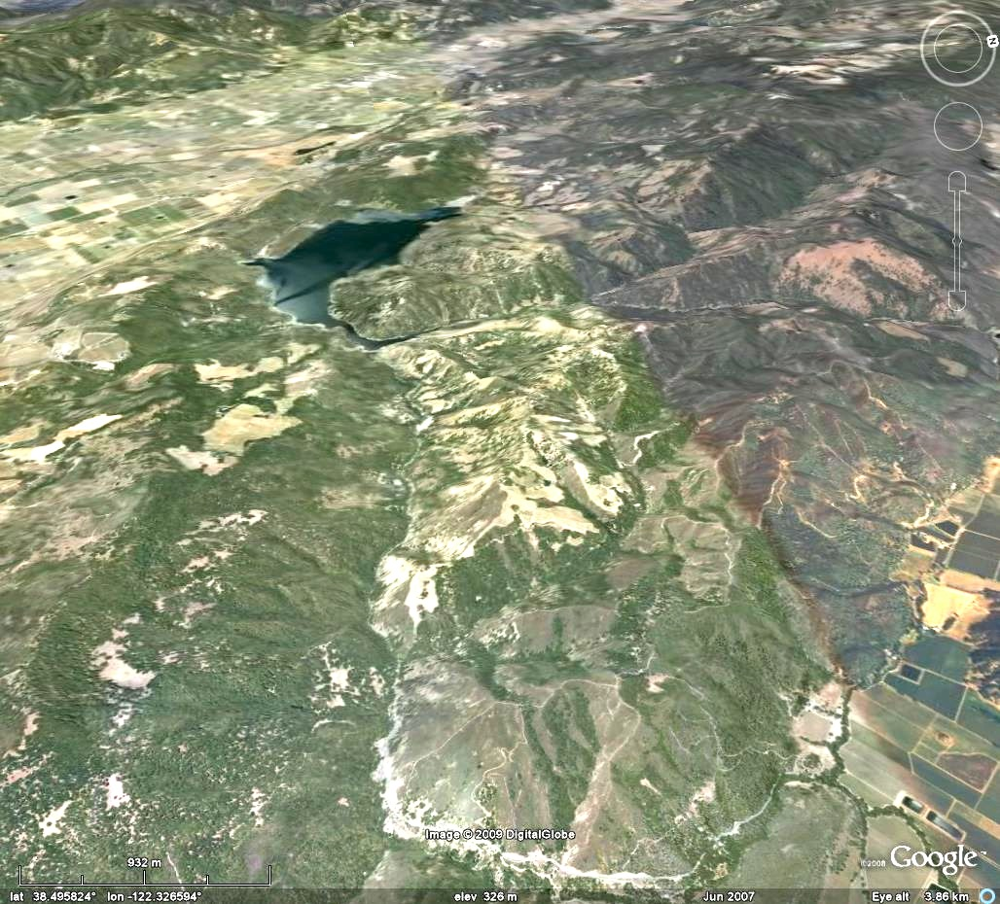 N
Image © 2009 DigitalGlobe
©2008 Google™
932 m
lat 38.495824° lon -122.326594° elev 326 m Jun 2007 Eye alt 3.86 km